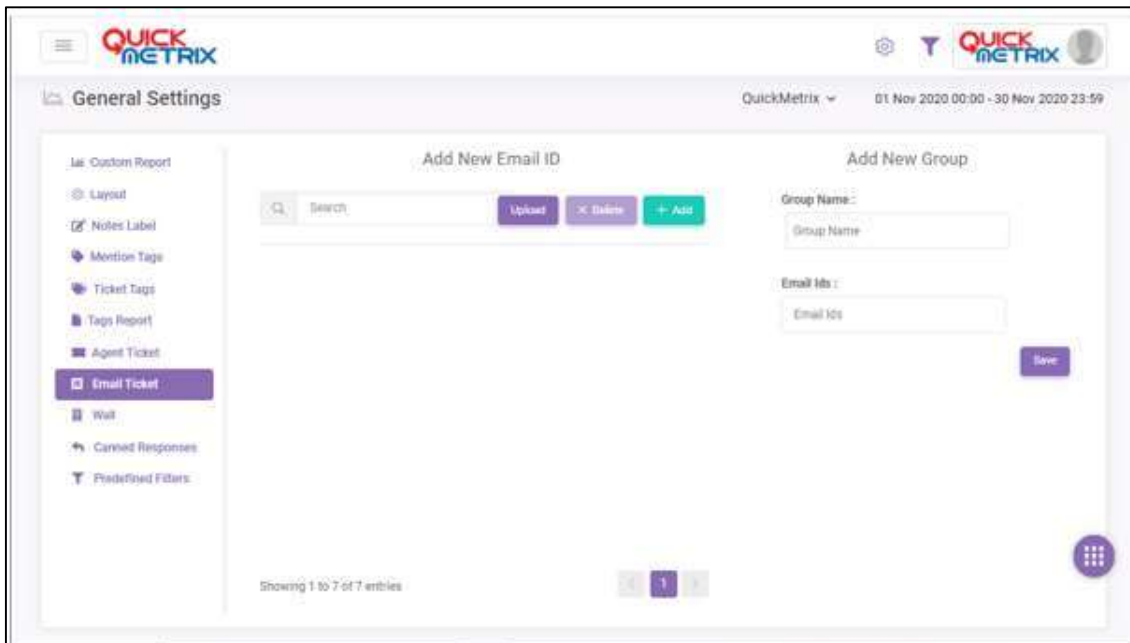 QUICK
METRIX
QUICK
METRIX
General Settings
QuickMetrix
01 Nov 2020 00:00 - 30 Nov 2020 23:59
Custom Report
Layout
Notes Label
Mention Tags
Ticket Tags
Tags Report
Agent Ticket
Email Ticket
Wall
Canned Responses
Predefined Filters
Add New Email ID
Search
Upload
× Delete
+ Add
Showing 1 to 7 of 7 entries
1
Add New Group
Group Name :
Group Name
Email Ids :
Email Ids
Save